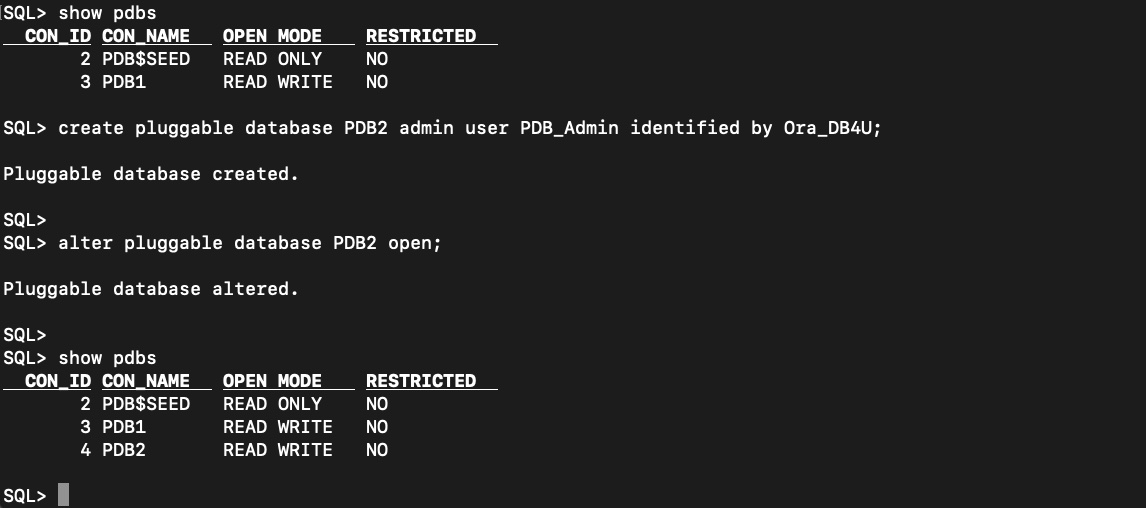 SQL> show pdbs
CON_ID CON_NAME OPEN MODE RESTRICTED
2 PDB$SEED READ ONLY NO
3 PDB1 READ WRITE NO
SQL> create pluggable database PDB2 admin user PDB_Admin identified by Ora_DB4U;
Pluggable database created.
SQL>
SQL> alter pluggable database PDB2 open;
Pluggable database altered.
SQL>
SQL> show pdbs
CON_ID CON_NAME OPEN MODE RESTRICTED
2 PDB$SEED READ ONLY NO
3 PDB1 READ WRITE NO
4 PDB2 READ WRITE NO
SQL>